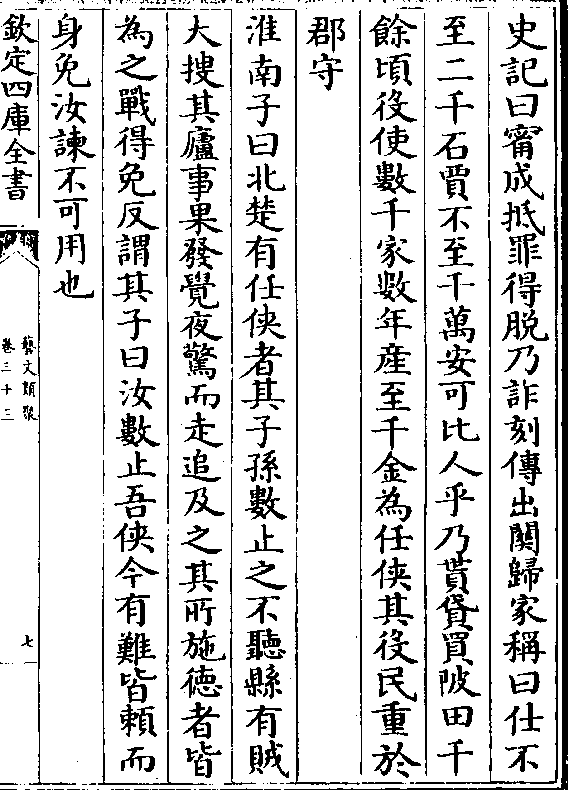 史記曰甯成抵罪得脱乃詐刻傳出關歸家稱曰仕不
至二千石賈不至千萬安可比人乎乃貰貸買陂田千
餘頃役使數千家數年産至千金為任俠其役民重於
郡守
淮南子曰北楚有任俠者其子孫數止之不聽縣有賊
大搜其廬事果發覺夜驚而走追及之其所施德者皆
為之戰得免反謂其子曰汝數止吾俠今有難皆賴而
身免汝諫不可用也
欽定四庫全書
藝文類聚
卷三十三
七